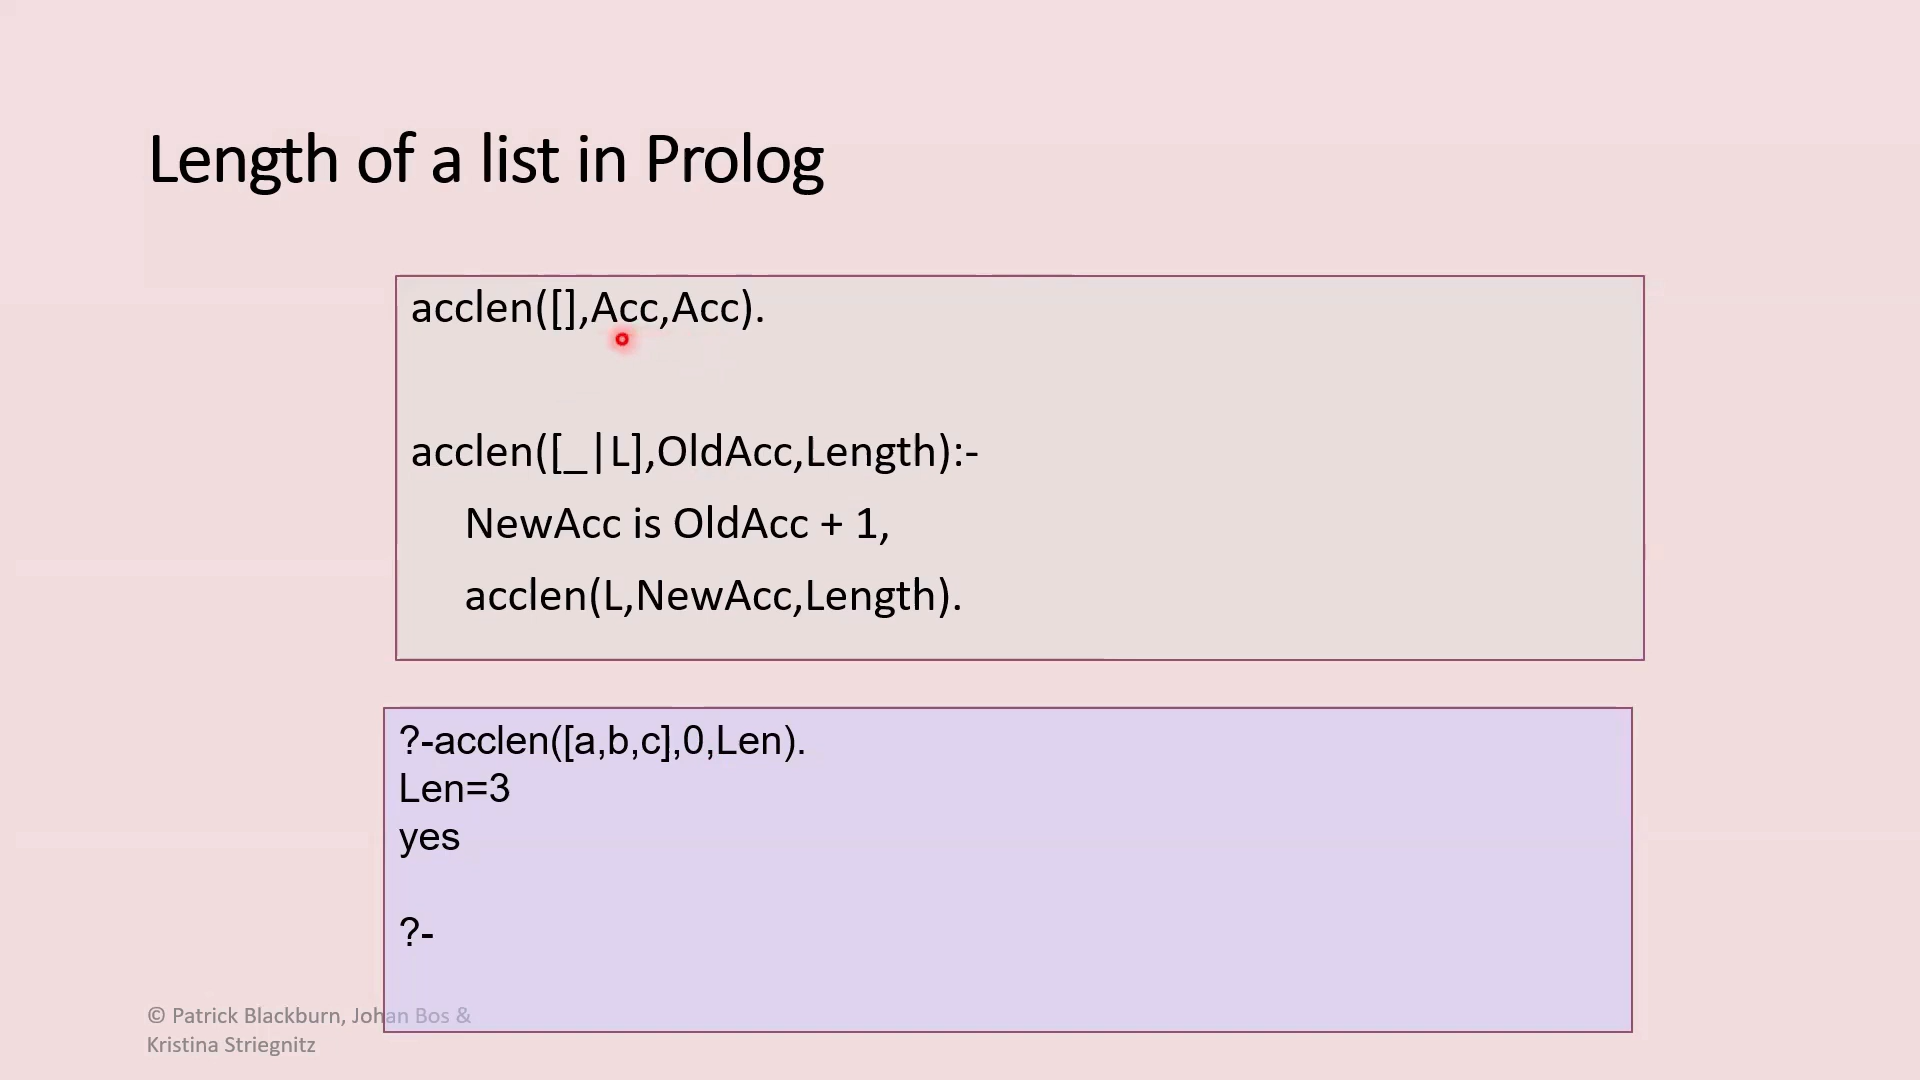 Length of a list in Prolog
acclen([],Acc,Acc).
acclen([_|L],OldAcc,Length):-
NewAcc is OldAcc + 1,
acclen(L,NewAcc,Length).
?-acclen([a,b,c],0,Len).
Len=3
yes
?-
© Patrick Blackburn, Johan Bos &
Kristina Striegnitz